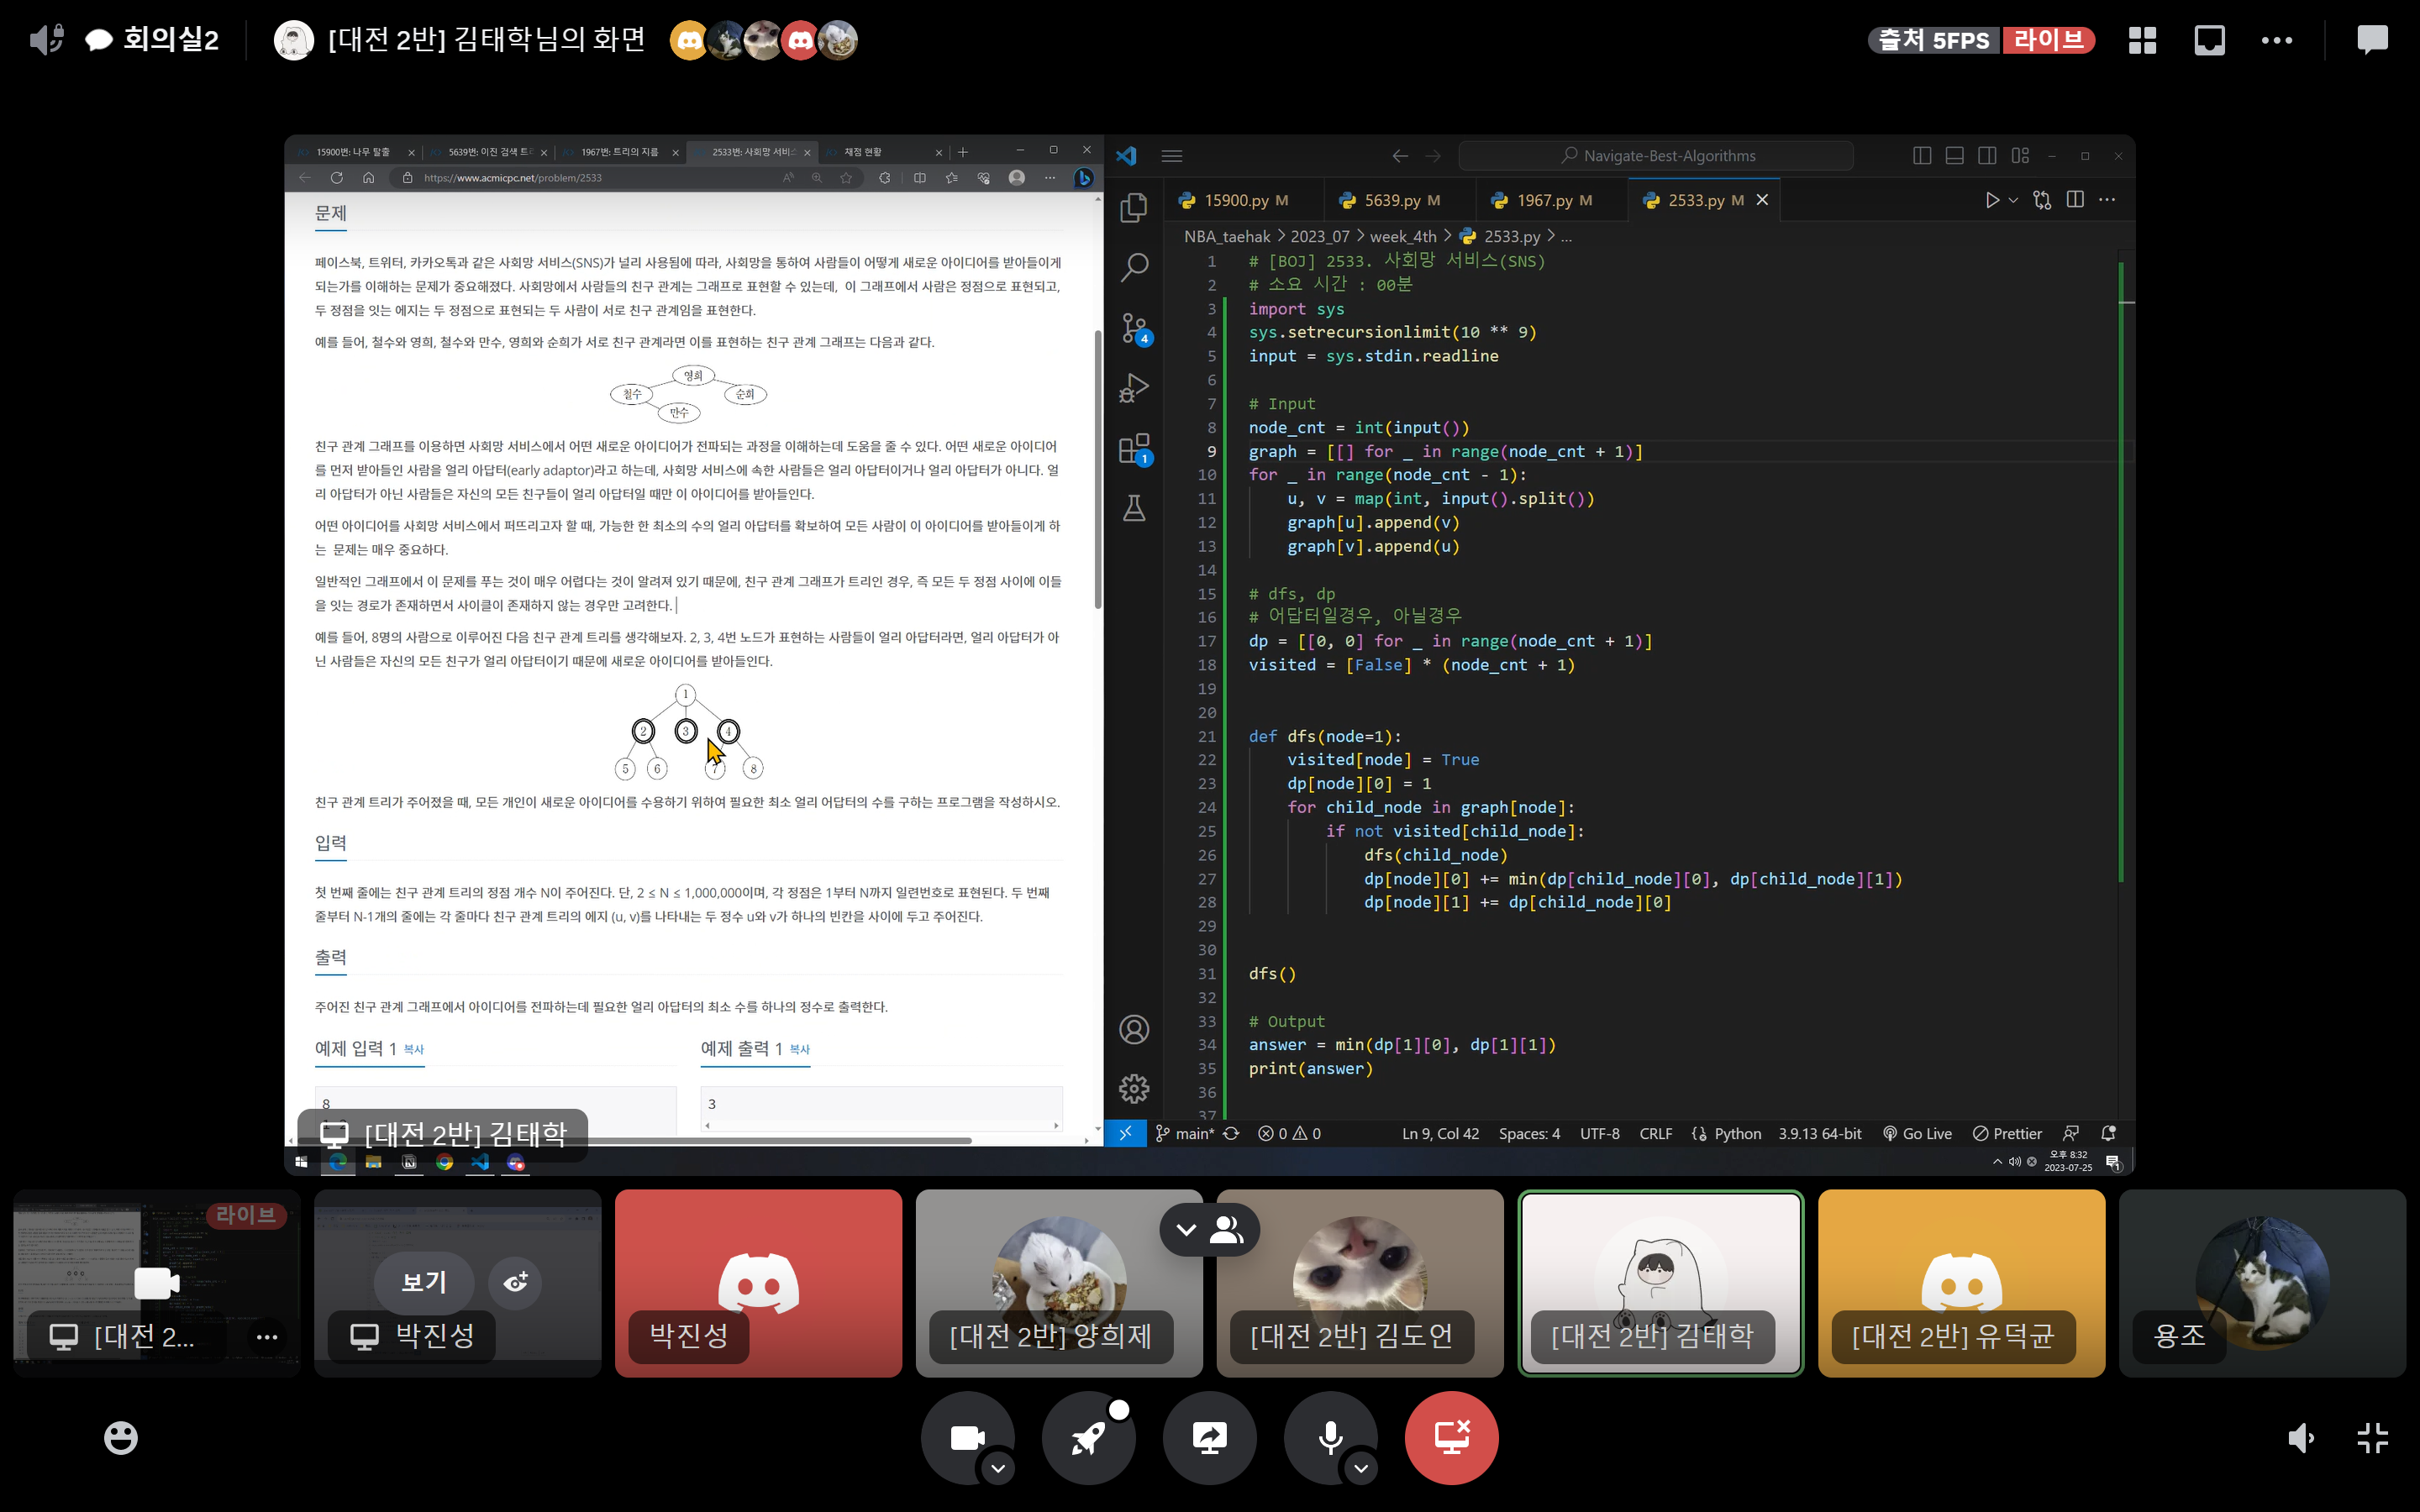 회의실2
[대전 2반] 김태학님의 화면
출처 5FPS 라이브
15900번: 나무 탈출
5639번: 이진 검색 트리
1967번: 트리의 지름
2533번: 사회망 서비스
채점 현황
https://www.acmicpc.net/problem/2533
문제
페이스북, 트위터, 카카오톡과 같은 사회망 서비스(SNS)가 널리 사용됨에 따라, 사회망을 통하여 사람들이 어떻게 새로운 아이디어를 받아들이게
되는가를 이해하는 문제가 중요해졌다. 사회망에서 사람들의 친구 관계는 그래프로 표현할 수 있는데, 이 그래프에서 사람은 정점으로 표현되고,
두 정점을 잇는 에지는 두 정점으로 표현되는 두 사람이 서로 친구 관계임을 표현한다.
예를 들어, 철수와 영희, 철수와 만수, 영희와 순희가 서로 친구 관계라면 이를 표현하는 친구 관계 그래프는 다음과 같다.
영희
철수
순희
만수
친구 관계 그래프를 이용하면 사회망 서비스에서 어떤 새로운 아이디어가 전파되는 과정을 이해하는데 도움을 줄 수 있다. 어떤 새로운 아이디어
를 먼저 받아들인 사람을 얼리 아답터(early adaptor)라고 하는데, 사회망 서비스에 속한 사람들은 얼리 아답터이거나 얼리 아답터가 아니다. 얼
리 아답터가 아닌 사람들은 자신의 모든 친구들이 얼리 아답터일 때만 이 아이디어를 받아들인다.
어떤 아이디어를 사회망 서비스에서 퍼뜨리고자 할 때, 가능한 한 최소의 수의 얼리 아답터를 확보하여 모든 사람이 이 아이디어를 받아들이게 하
는 문제는 매우 중요하다.
일반적인 그래프에서 이 문제를 푸는 것이 매우 어렵다는 것이 알려져 있기 때문에, 친구 관계 그래프가 트리인 경우, 즉 모든 두 정점 사이에 이들
을 잇는 경로가 존재하면서 사이클이 존재하지 않는 경우만 고려한다.
예를 들어, 8명의 사람으로 이루어진 다음 친구 관계 트리를 생각해보자. 2, 3, 4번 노드가 표현하는 사람들이 얼리 아답터라면, 얼리 아답터가 아
닌 사람들은 자신의 모든 친구가 얼리 아답터이기 때문에 새로운 아이디어를 받아들인다.
1
2 3 4
5 6 7 8
친구 관계 트리가 주어졌을 때, 모든 개인이 새로운 아이디어를 수용하기 위하여 필요한 최소 얼리 어답터의 수를 구하는 프로그램을 작성하시오.
입력
첫 번째 줄에는 친구 관계 트리의 정점 개수 N이 주어진다. 단, 2 ≤ N ≤ 1,000,000이며, 각 정점은 1부터 N까지 일련번호로 표현된다. 두 번째
줄부터 N-1개의 줄에는 각 줄마다 친구 관계 트리의 에지 (u, v)를 나타내는 두 정수 u와 v가 하나의 빈칸을 사이에 두고 주어진다.
출력
주어진 친구 관계 그래프에서 아이디어를 전파하는데 필요한 얼리 아답터의 최소 수를 하나의 정수로 출력한다.
예제 입력 1 복사
예제 출력 1 복사
8
3
[대전 2반] 김태학
Navigate-Best-Algorithms
15900.py M
5639.py M
1967.py M
2533.py M
NBA_taehak > 2023_07 > week_4th > 2533.py > ...
1 # [BOJ] 2533. 사회망 서비스(SNS)
2 # 소요 시간 : 00분
3 import sys
4 sys.setrecursionlimit(10 ** 9)
5 input = sys.stdin.readline
6
7 # Input
8 node_cnt = int(input())
9 graph = [[] for _ in range(node_cnt + 1)]
10 for _ in range(node_cnt - 1):
11 u, v = map(int, input().split())
12 graph[u].append(v)
13 graph[v].append(u)
14
15 # dfs, dp
16 # 어답터일경우, 아닐경우
17 dp = [[0, 0] for _ in range(node_cnt + 1)]
18 visited = [False] * (node_cnt + 1)
19
20
21 def dfs(node=1):
22 visited[node] = True
23 dp[node][0] = 1
24 for child_node in graph[node]:
25 if not visited[child_node]:
26 dfs(child_node)
27 dp[node][0] += min(dp[child_node][0], dp[child_node][1])
28 dp[node][1] += dp[child_node][0]
29
30
31 dfs()
32
33 # Output
34 answer = min(dp[1][0], dp[1][1])
35 print(answer)
36
37
4
1
main* 0 0
Ln 9, Col 42 Spaces: 4 UTF-8 CRLF Python 3.9.13 64-bit Go Live Prettier
오후 8:32
2023-07-25
1
라이브
[대전 2...
보기
박진성
박진성
[대전 2반] 양희제
[대전 2반] 김도언
[대전 2반] 김태학
[대전 2반] 유덕균
용조